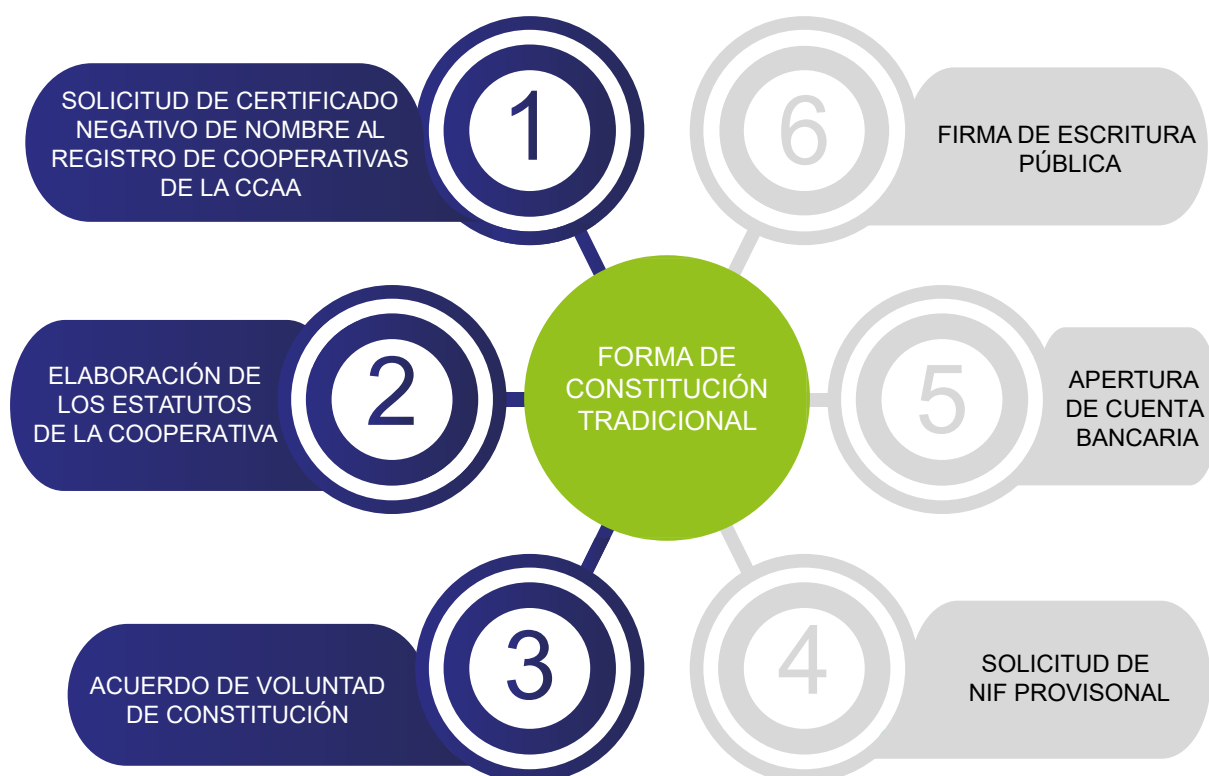 1
SOLICITUD DE CERTIFICADO
NEGATIVO DE NOMBRE AL
REGISTRO DE COOPERATIVAS
DE LA CCAA
2
ELABORACIÓN DE
LOS ESTATUTOS
DE LA COOPERATIVA
3
ACUERDO DE VOLUNTAD
DE CONSTITUCIÓN
FORMA DE
CONSTITUCIÓN
TRADICIONAL
4
SOLICITUD DE
NIF PROVISONAL
5
APERTURA
DE CUENTA
BANCARIA
6
FIRMA DE ESCRITURA
PÚBLICA